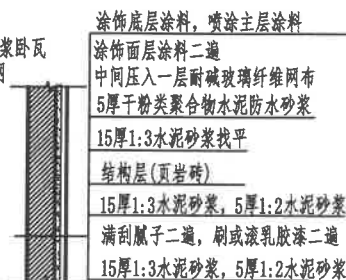 涂饰底层涂料，喷涂主层涂料
浆卧瓦
涂饰面层涂料二遍
中间压入一层耐碱玻璃纤维网布
5厚干粉类聚合物水泥防水砂浆
15厚1:3水泥砂浆找平
结构层(页岩砖)
15厚1:3水泥砂浆，5厚1:2水泥砂浆
满刮腻子二遍，刷或滚乳胶漆二遍
15厚1:3水泥砂浆，5厚1:2水泥砂浆